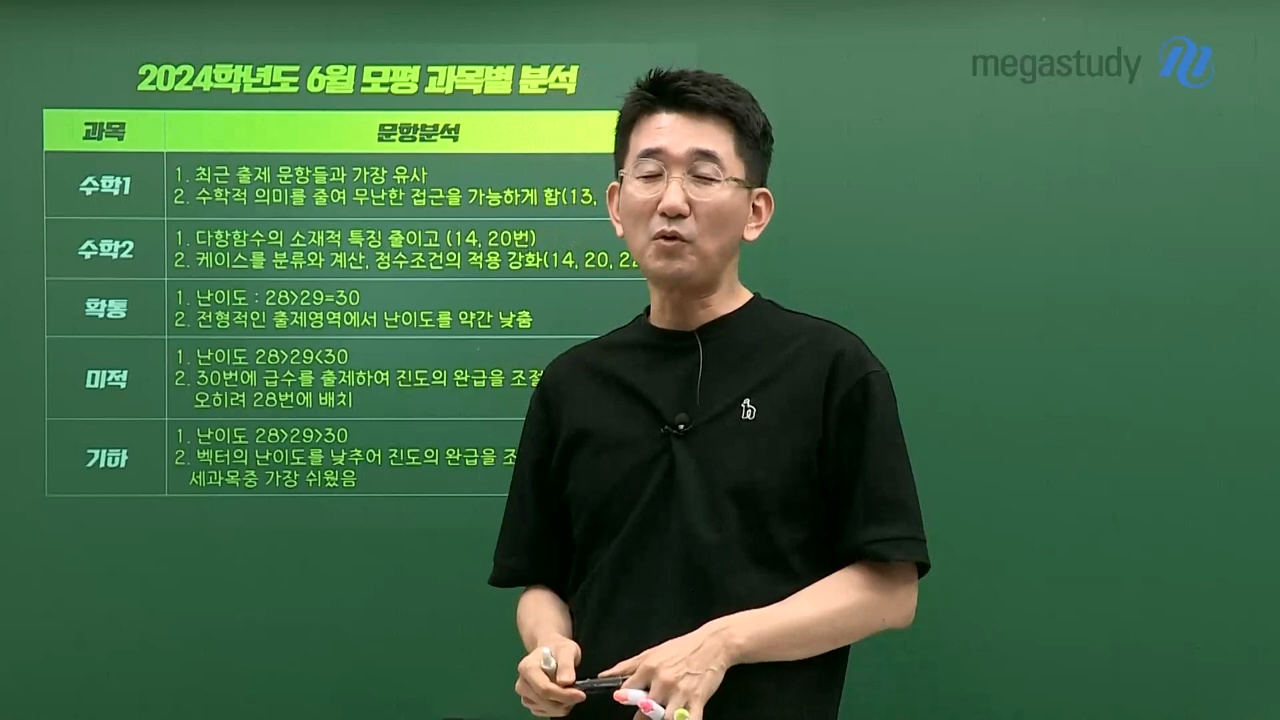 megastudy
2024학년도 6월 모평 과목별 분석
과목
문항분석
수학1
1. 최근 출제 문항들과 가장 유사
2. 수학적 의미를 줄여 무난한 접근을 가능하게 함(13,
수학2
1. 다항함수의 소재적 특징 줄이고 (14, 20번)
2. 케이스를 분류와 계산, 정수조건의 적용 강화(14, 20, 22
확통
1. 난이도 : 28>29=30
2. 전형적인 출제영역에서 난이도를 약간 낮춤
미적
1. 난이도 28>29<30
2. 30번에 급수를 출제하여 진도의 완급을 조절
오히려 28번에 배치
기하
1. 난이도 28>29>30
2. 벡터의 난이도를 낮추어 진도의 완급을
세과목중 가장 쉬웠음
h